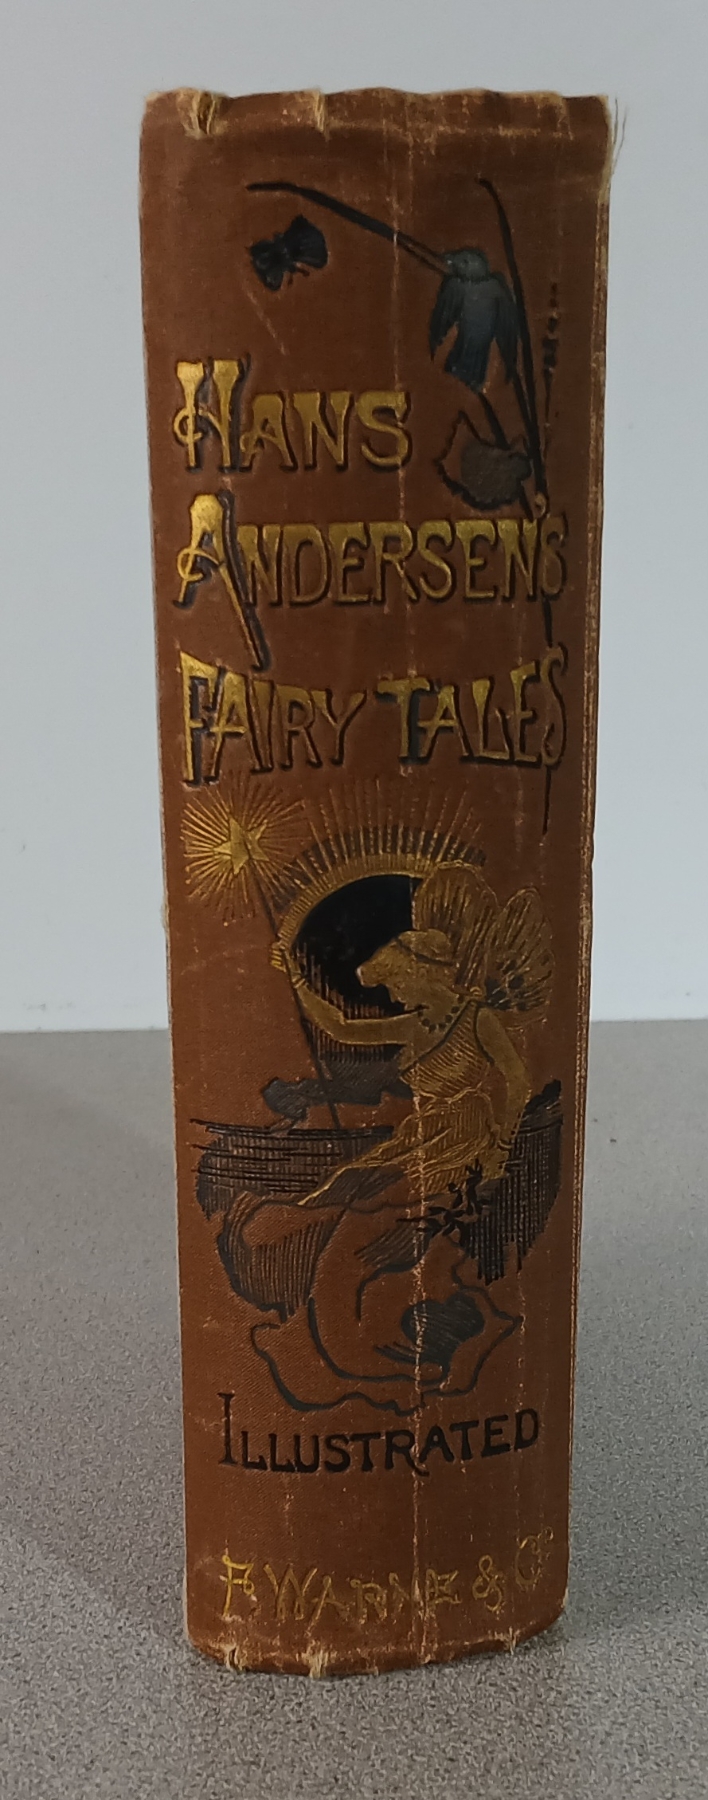 HANS
ANDERSEN'S
FAIRY TALES
ILLUSTRATED
F. WARNE & Co